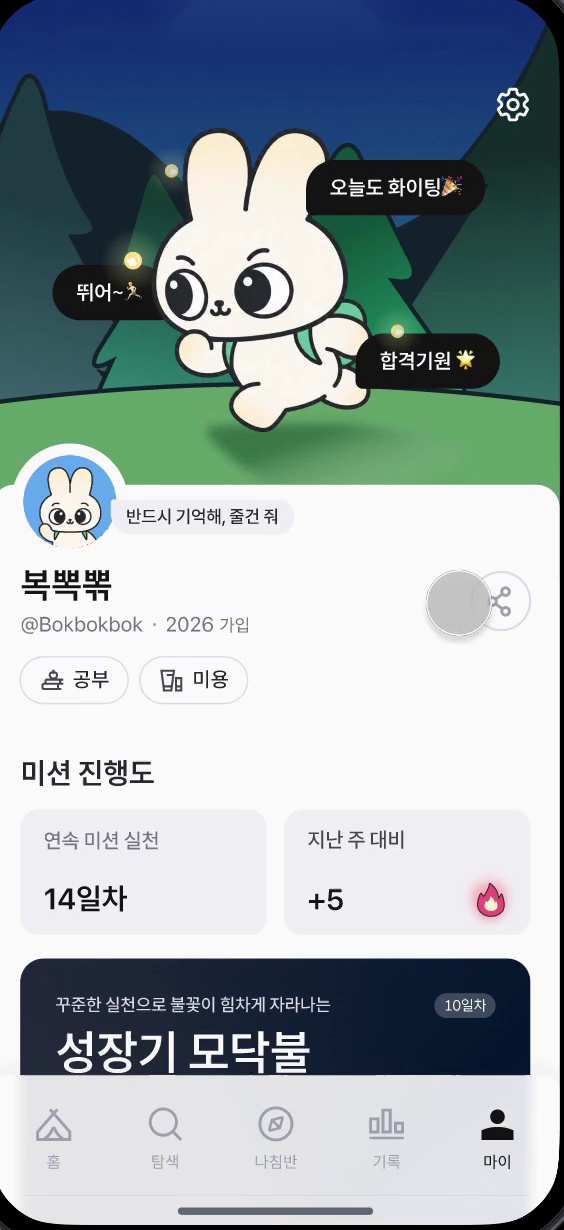 오늘도 화이팅🎉
뛰어~🏃
합격기원 🌟
반드시 기억해, 줄건 줘
복뽁뾲
@Bokbokbok · 2026 가입
공부
미용
미션 진행도
연속 미션 실천
14일차
지난 주 대비
+5
꾸준한 실천으로 불꽃이 힘차게 자라나는
10일차
성장기 모닥불
홈
탐색
나침반
기록
마이